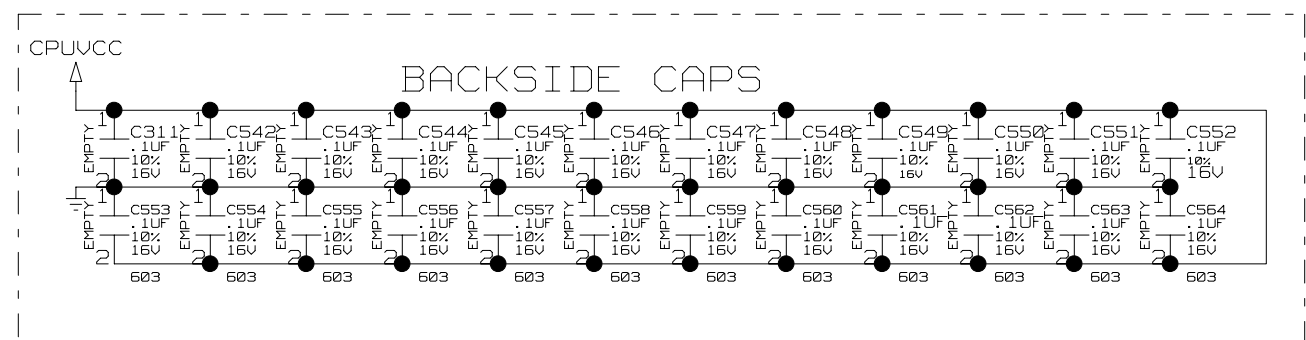 CPUVCC
BACKSIDE CAPS
1 1 1 1 1 1 1 1 1 1 1 1
EMPTY EMPTY EMPTY EMPTY EMPTY EMPTY EMPTY EMPTY EMPTY EMPTY EMPTY EMPTY
C311 C542 C543 C544 C545 C546 C547 C548 C549 C550 C551 C552
.1UF .1UF .1UF .1UF .1UF .1UF .1UF .1UF .1UF .1UF .1UF .1UF
10% 10% 10% 10% 10% 10% 10% 10% 10% 10% 10% 10%
16V 16V 16V 16V 16V 16V 16V 16V 16V 16V 16V 16V
2 2 2 2 2 2 2 2 2 2 2 2
1 1 1 1 1 1 1 1 1 1 1 1
EMPTY EMPTY EMPTY EMPTY EMPTY EMPTY EMPTY EMPTY EMPTY EMPTY EMPTY EMPTY
C553 C554 C555 C556 C557 C558 C559 C560 C561 C562 C563 C564
.1UF .1UF .1UF .1UF .1UF .1UF .1UF .1UF .1UF .1UF .1UF .1UF
10% 10% 10% 10% 10% 10% 10% 10% 10% 10% 10% 10%
16V 16V 16V 16V 16V 16V 16V 16V 16V 16V 16V 16V
2 2 2 2 2 2 2 2 2 2 2 2
603 603 603 603 603 603 603 603 603 603 603 603